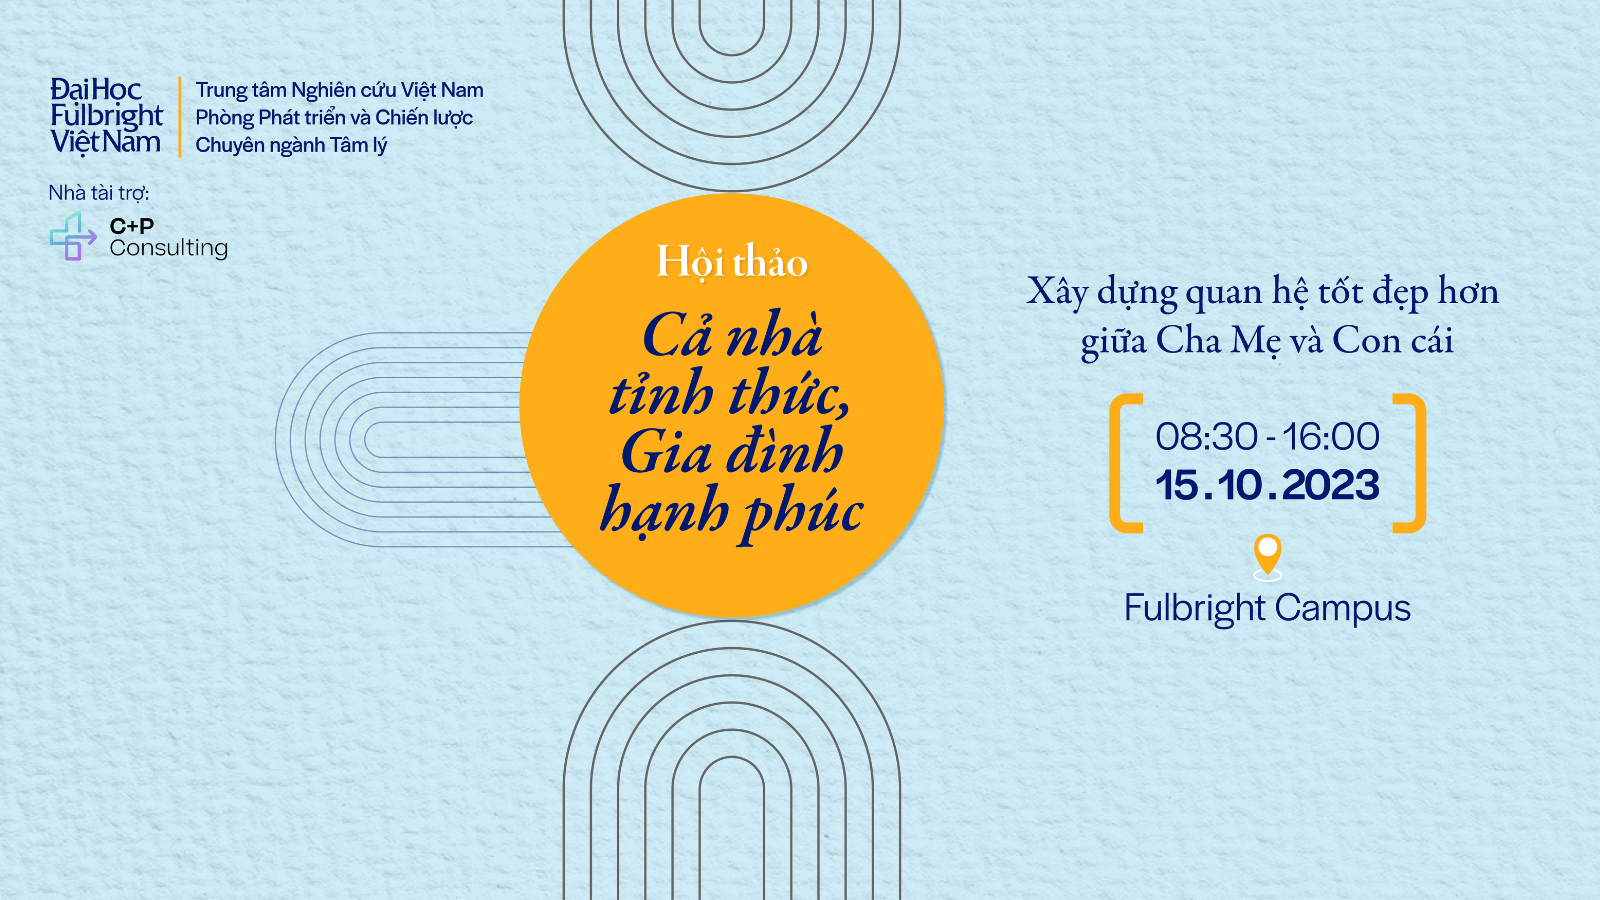 Đại Học
Fulbright
Việt Nam
Trung tâm Nghiên cứu Việt Nam
Phòng Phát triển và Chiến lược
Chuyên ngành Tâm lý
Nhà tài trợ:
C+P
Consulting
Hội thảo
Cả nhà
tỉnh thức,
Gia đình
hạnh phúc
Xây dựng quan hệ tốt đẹp hơn
giữa Cha Mẹ và Con cái
08:30 - 16:00
15.10.2023
Fulbright Campus